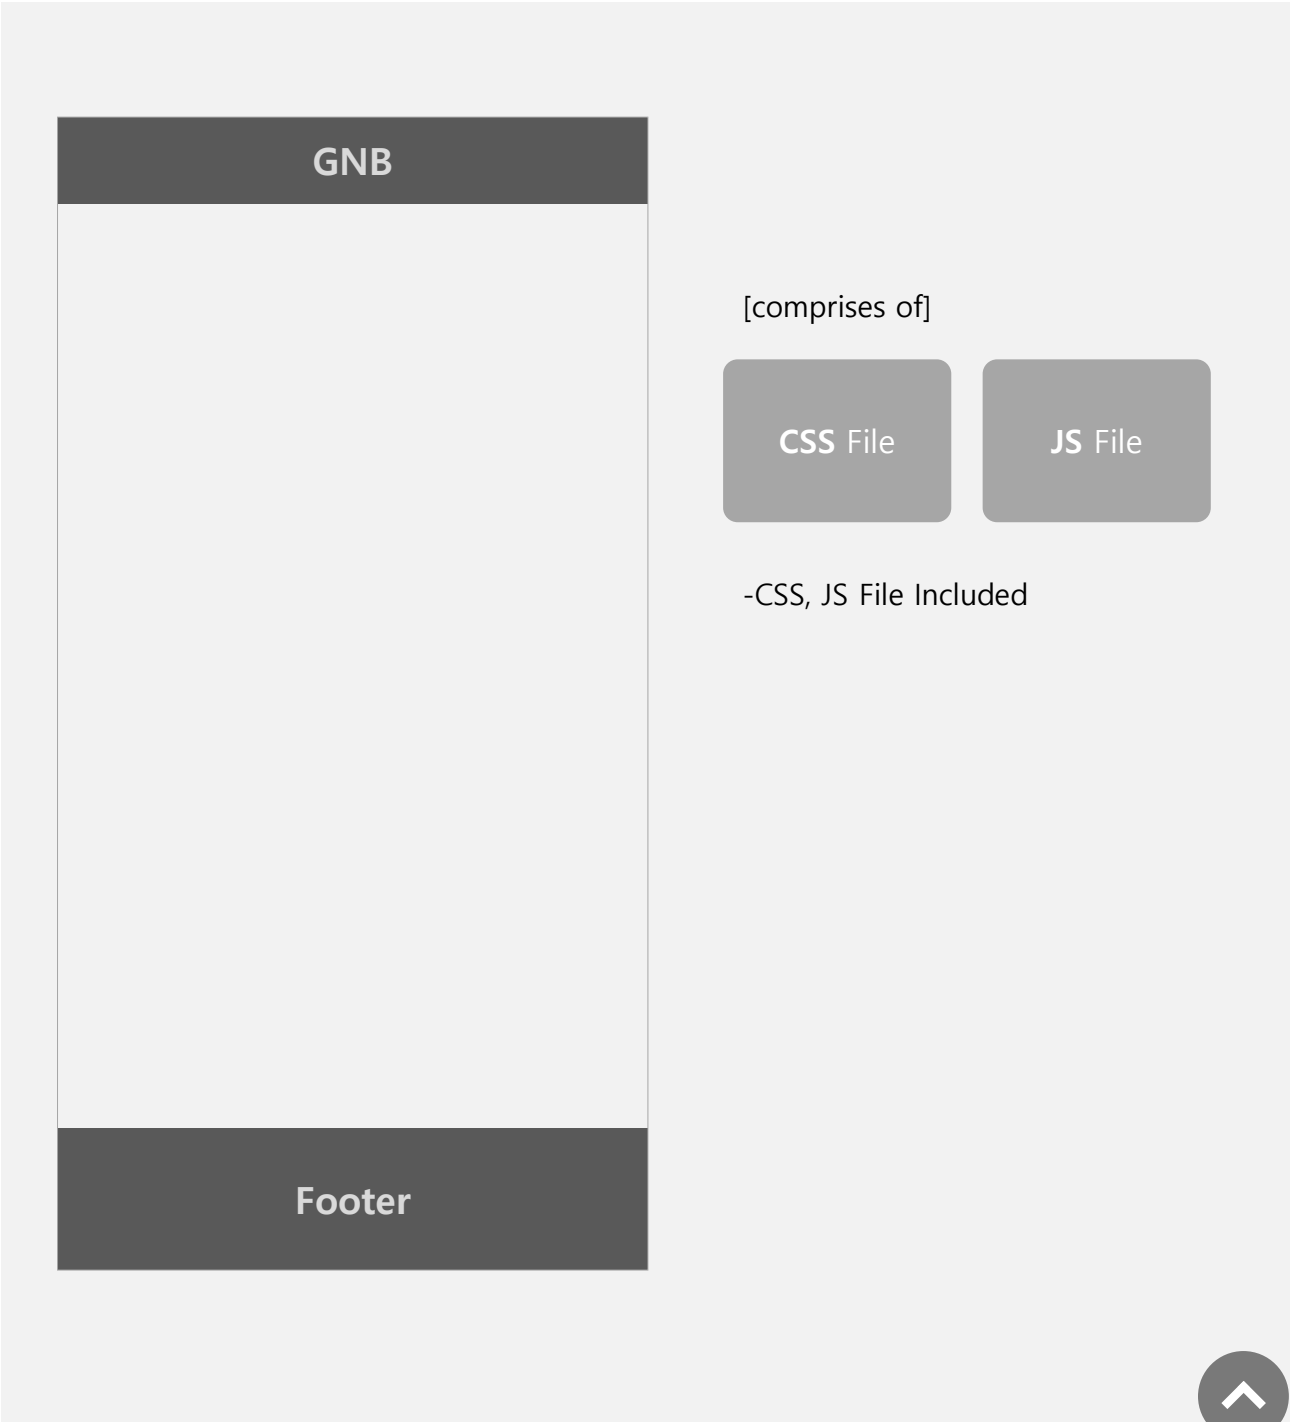 GNB
[comprises of]
CSS File
JS File
-CSS, JS File Included
Footer